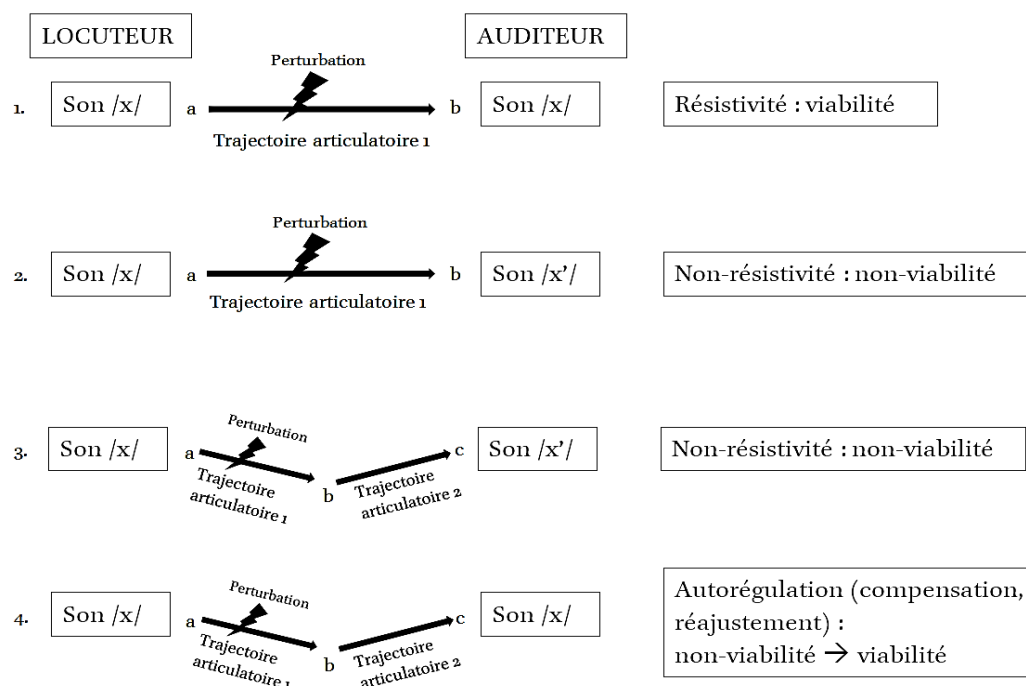 LOCUTEUR AUDITEUR
Perturbation
1. Son /x/ a b Son /x/ Résistivité : viabilité
Trajectoire articulatoire 1
Perturbation
2. Son /x/ a b Son /x’/ Non-résistivité : non-viabilité
Trajectoire articulatoire 1
Perturbation
3. Son /x/ a c Son /x’/ Non-résistivité : non-viabilité
Trajectoire
articulatoire 1
b
Trajectoire
articulatoire 2
Perturbation
4. Son /x/ a c Son /x/
Autorégulation (compensation,
réajustement) :
non-viabilité → viabilité
Trajectoire
articulatoire 1
b
Trajectoire
articulatoire 2